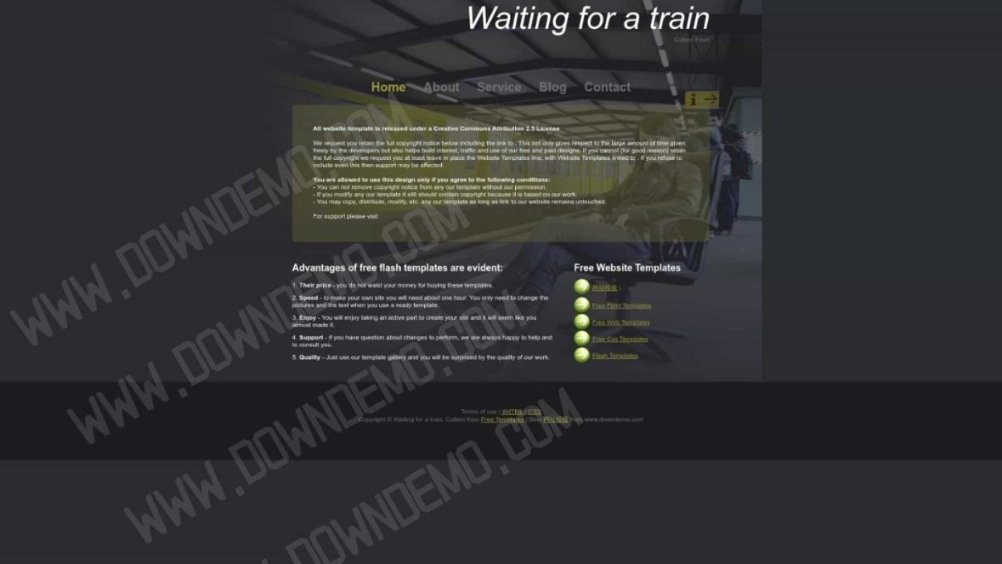 Waiting for a train
Collect From
Home About Service Blog Contact
i →
All website template is released under a Creative Commons Attribution 2.5 License
We request you retain the full copyright notice below including the link to . This not only gives respect to the large amount of time given
freely by the developers but also helps build interest, traffic and use of our free and paid designs. If you cannot (for good reason) retain
the full copyright we request you at least leave in place the Website Templates line, with Website Templates linked to . If you refuse to
include even this then support may be affected.
You are allowed to use this design only if you agree to the following conditions:
- You can not remove copyright notice from any our template without our permission.
- If you modify any our template it still should contain copyright because it is based on our work.
- You may copy, distribute, modify, etc. any our template as long as link to our website remains untouched.
For support please visit
Advantages of free flash templates are evident:
1. Their price - you do not waist your money for buying these templates.
2. Speed - to make your own site you will need about one hour. You only need to change the
pictures and the text when you use a ready template.
3. Enjoy - You will enjoy taking an active part to create your site and it will seem like you
almost made it.
4. Support - if you have question about changes to perform, we are always happy to help and
to consult you.
5. Quality - Just use our template gallery and you will be surprised by the quality of our work.
Free Website Templates
网站模板
Free Flash Templates
Free Web Templates
Free Css Templates
Flash Templates
Terms of use | XHTML | CSS
Copyright © Waiting for a train. Collect from Free Templates | Best 网站模板 from www.downdemo.com
WWW.DOWNDEMO.COM
WWW.DOWNDEMO.COM
WWW.DOWNDEMO.COM
WWW.DOWNDEMO.COM